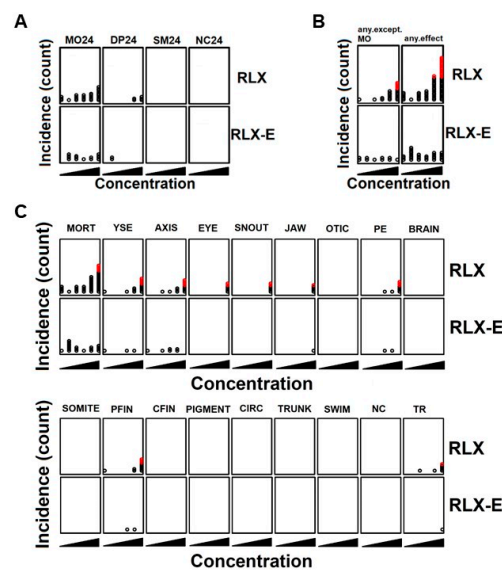 A
MO24 DP24 SM24 NC24
Incidence (count)
RLX
RLX-E
Concentration
B
any.except.
MO any.effect
Incidence (count)
RLX
RLX-E
Concentration
C
MORT YSE AXIS EYE SNOUT JAW OTIC PE BRAIN
Incidence (count)
RLX
RLX-E
Concentration
SOMITE PFIN CFIN PIGMENT CIRC TRUNK SWIM NC TR
Incidence (count)
RLX
RLX-E
Concentration